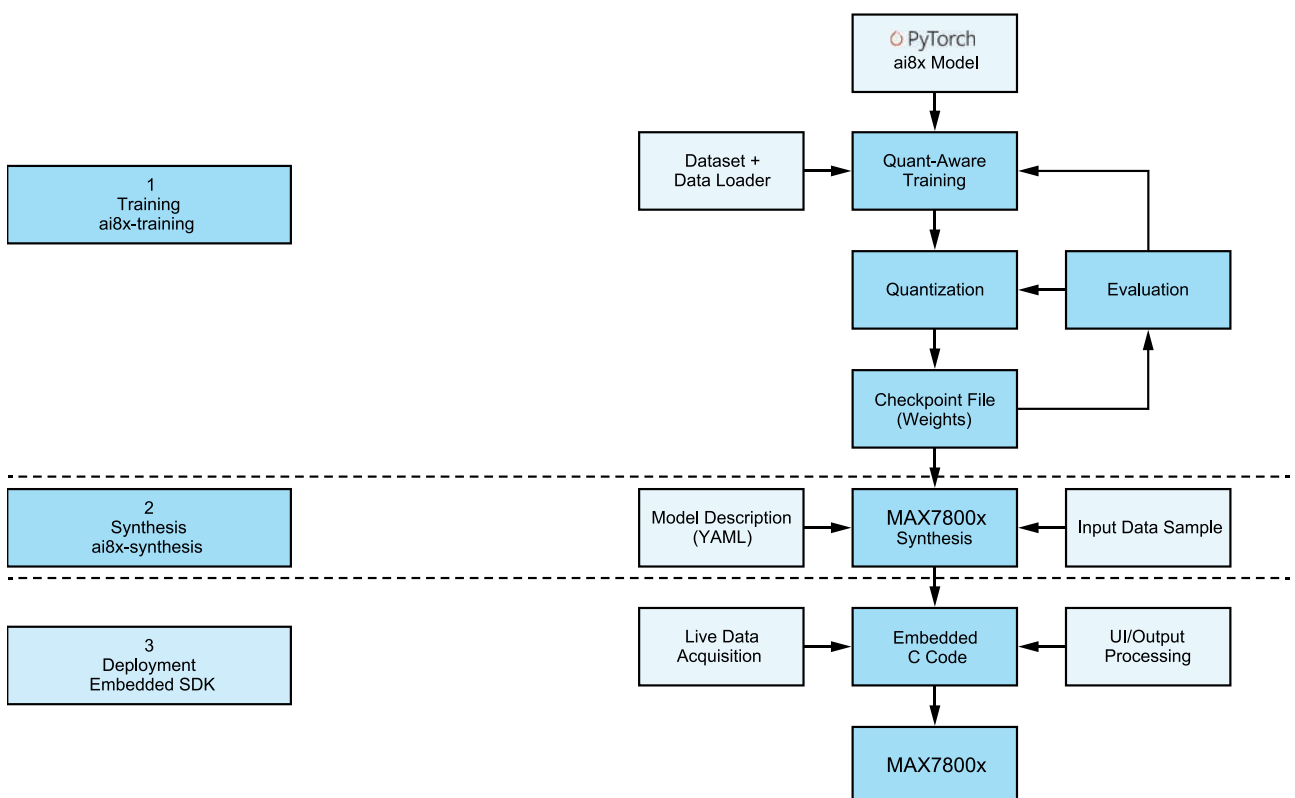 PyTorch
ai8x Model
Dataset +
Data Loader
Quant-Aware
Training
1
Training
ai8x-training
Quantization
Evaluation
Checkpoint File
(Weights)
2
Synthesis
ai8x-synthesis
Model Description
(YAML)
MAX7800x
Synthesis
Input Data Sample
3
Deployment
Embedded SDK
Live Data
Acquisition
Embedded
C Code
UI/Output
Processing
MAX7800x